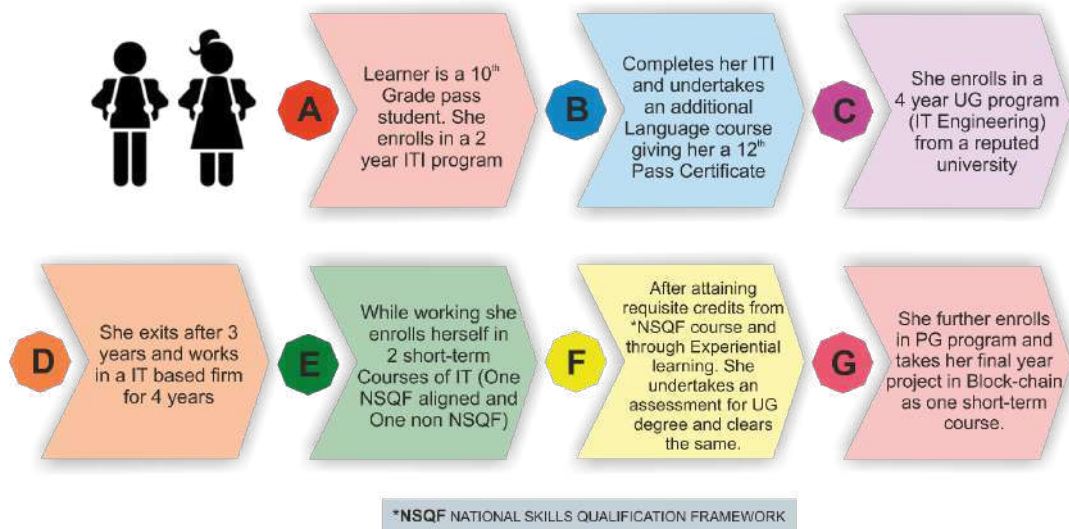 A
Learner is a 10th
Grade pass
student. She
enrolls in a 2
year ITI program
B
Completes her ITI
and undertakes
an additional
Language course
giving her a 12th
Pass Certificate
C
She enrolls in a
4 year UG program
(IT Engineering)
from a reputed
university
D
She exits after 3
years and works
in a IT based firm
for 4 years
E
While working she
enrolls herself in
2 short-term
Courses of IT (One
NSQF aligned and
One non NSQF)
F
After attaining
requisite credits from
*NSQF course and
through Experiential
learning. She
undertakes an
assessment for UG
degree and clears
the same.
G
She further enrolls
in PG program and
takes her final year
project in Block-chain
as one short-term
course.
*NSQF NATIONAL SKILLS QUALIFICATION FRAMEWORK